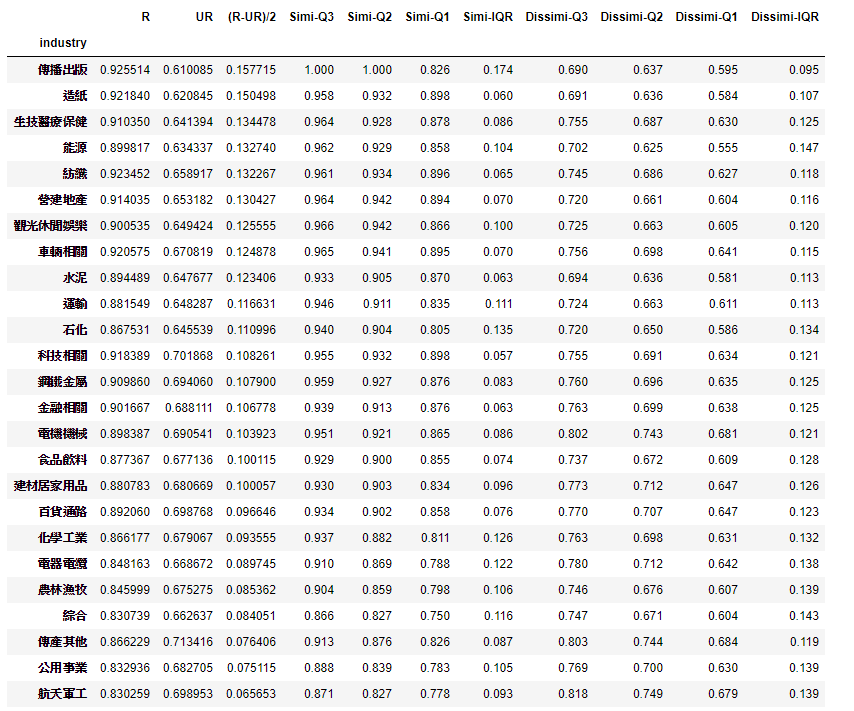 R UR (R-UR)/2 Simi-Q3 Simi-Q2 Simi-Q1 Simi-IQR Dissimi-Q3 Dissimi-Q2 Dissimi-Q1 Dissimi-IQR
industry
傳播出版 0.925514 0.610085 0.157715 1.000 1.000 0.826 0.174 0.690 0.637 0.595 0.095
造紙 0.921840 0.620845 0.150498 0.958 0.932 0.898 0.060 0.691 0.636 0.584 0.107
生技醫療保健 0.910350 0.641394 0.134478 0.964 0.928 0.878 0.086 0.755 0.687 0.630 0.125
能源 0.899817 0.634337 0.132740 0.962 0.929 0.858 0.104 0.702 0.625 0.555 0.147
紡織 0.923452 0.658917 0.132267 0.961 0.934 0.896 0.065 0.745 0.686 0.627 0.118
營建地產 0.914035 0.653182 0.130427 0.964 0.942 0.894 0.070 0.720 0.661 0.604 0.116
觀光休閒娛樂 0.900535 0.649424 0.125555 0.966 0.942 0.866 0.100 0.725 0.663 0.605 0.120
車輛相關 0.920575 0.670819 0.124878 0.965 0.941 0.895 0.070 0.756 0.698 0.641 0.115
水泥 0.894489 0.647677 0.123406 0.933 0.905 0.870 0.063 0.694 0.636 0.581 0.113
運輸 0.881549 0.648287 0.116631 0.946 0.911 0.835 0.111 0.724 0.663 0.611 0.113
石化 0.867531 0.645539 0.110996 0.940 0.904 0.805 0.135 0.720 0.650 0.586 0.134
科技相關 0.918389 0.701868 0.108261 0.955 0.932 0.898 0.057 0.755 0.691 0.634 0.121
鋼鐵金屬 0.909860 0.694060 0.107900 0.959 0.927 0.876 0.083 0.760 0.696 0.635 0.125
金融相關 0.901667 0.688111 0.106778 0.939 0.913 0.876 0.063 0.763 0.699 0.638 0.125
電機機械 0.898387 0.690541 0.103923 0.951 0.921 0.865 0.086 0.802 0.743 0.681 0.121
食品飲料 0.877367 0.677136 0.100115 0.929 0.900 0.855 0.074 0.737 0.672 0.609 0.128
建材居家用品 0.880783 0.680669 0.100057 0.930 0.903 0.834 0.096 0.773 0.712 0.647 0.126
百貨通路 0.892060 0.698768 0.096646 0.934 0.902 0.858 0.076 0.770 0.707 0.647 0.123
化學工業 0.866177 0.679067 0.093555 0.937 0.882 0.811 0.126 0.763 0.698 0.631 0.132
電器電纜 0.848163 0.668672 0.089745 0.910 0.869 0.788 0.122 0.780 0.712 0.642 0.138
農林漁牧 0.845999 0.675275 0.085362 0.904 0.859 0.798 0.106 0.746 0.676 0.607 0.139
綜合 0.830739 0.662637 0.084051 0.866 0.827 0.750 0.116 0.747 0.671 0.604 0.143
傳產其他 0.866229 0.713416 0.076406 0.913 0.876 0.826 0.087 0.803 0.744 0.684 0.119
公用事業 0.832936 0.682705 0.075115 0.888 0.839 0.783 0.105 0.769 0.700 0.630 0.139
航天軍工 0.830259 0.698953 0.065653 0.871 0.827 0.778 0.093 0.818 0.749 0.679 0.139